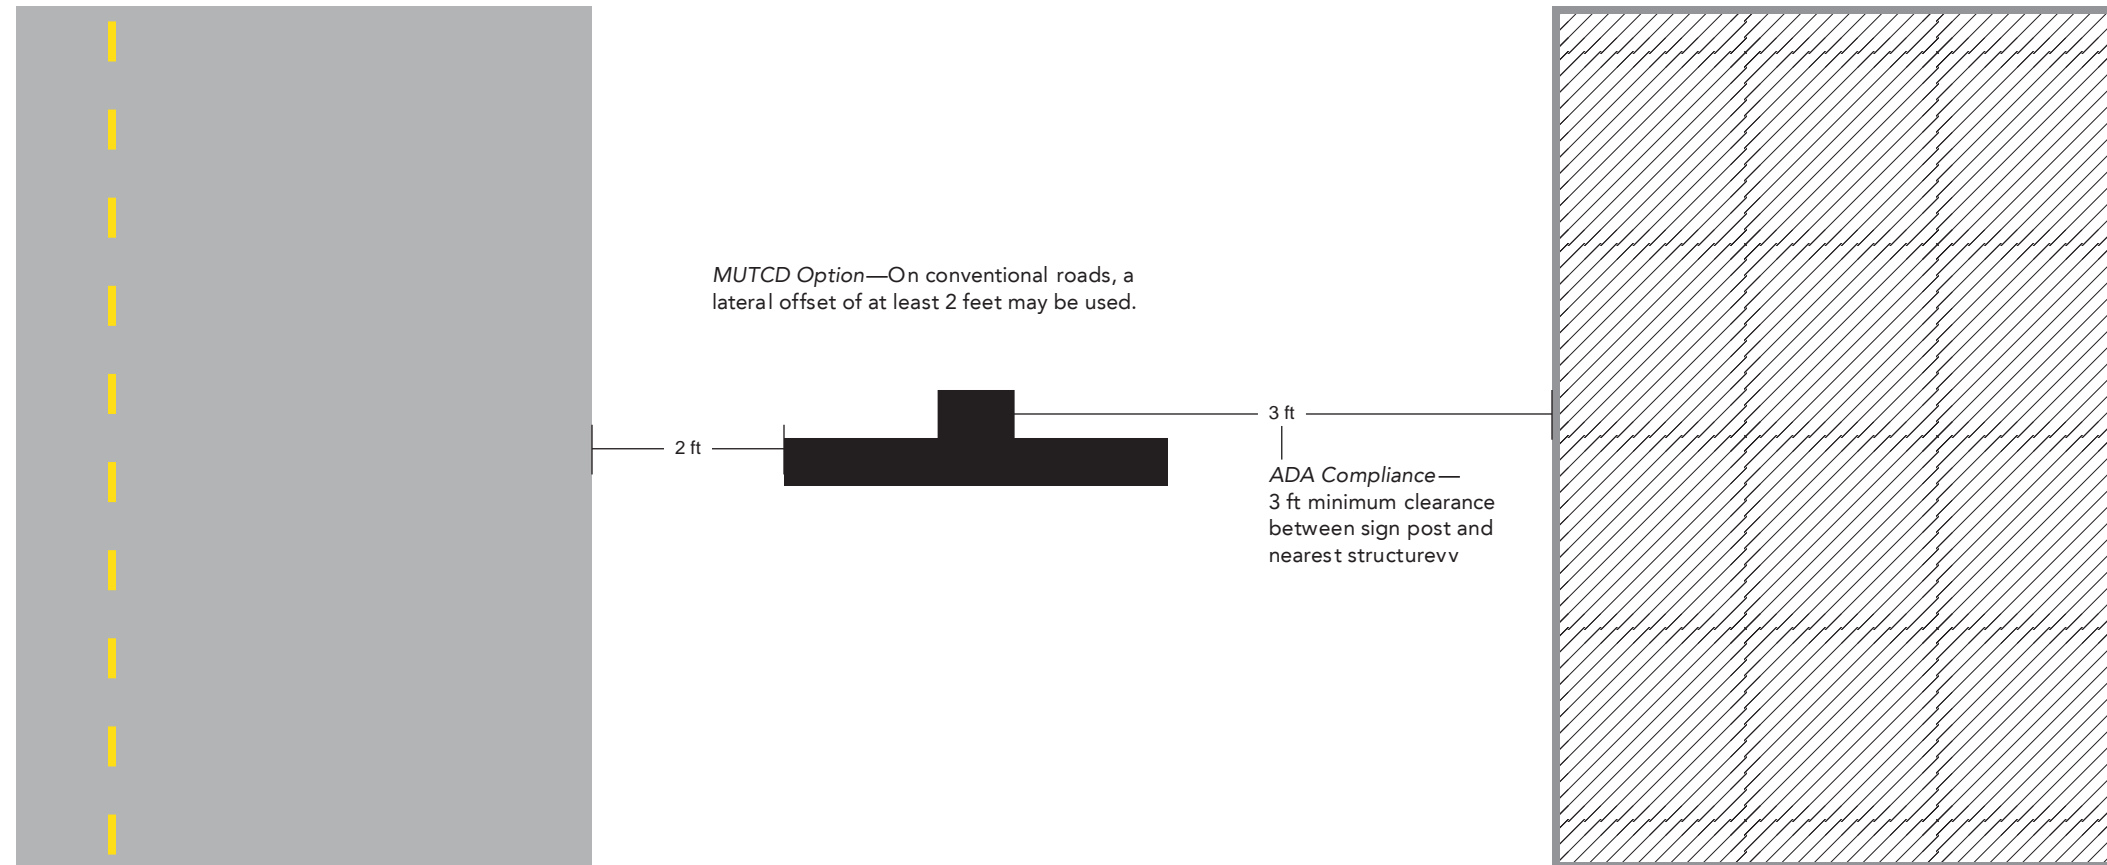 MUTCD Option—On conventional roads, a
lateral offset of at least 2 feet may be used.
3 ft
2 ft
ADA Compliance—
3 ft minimum clearance
between sign post and
nearest structurevv